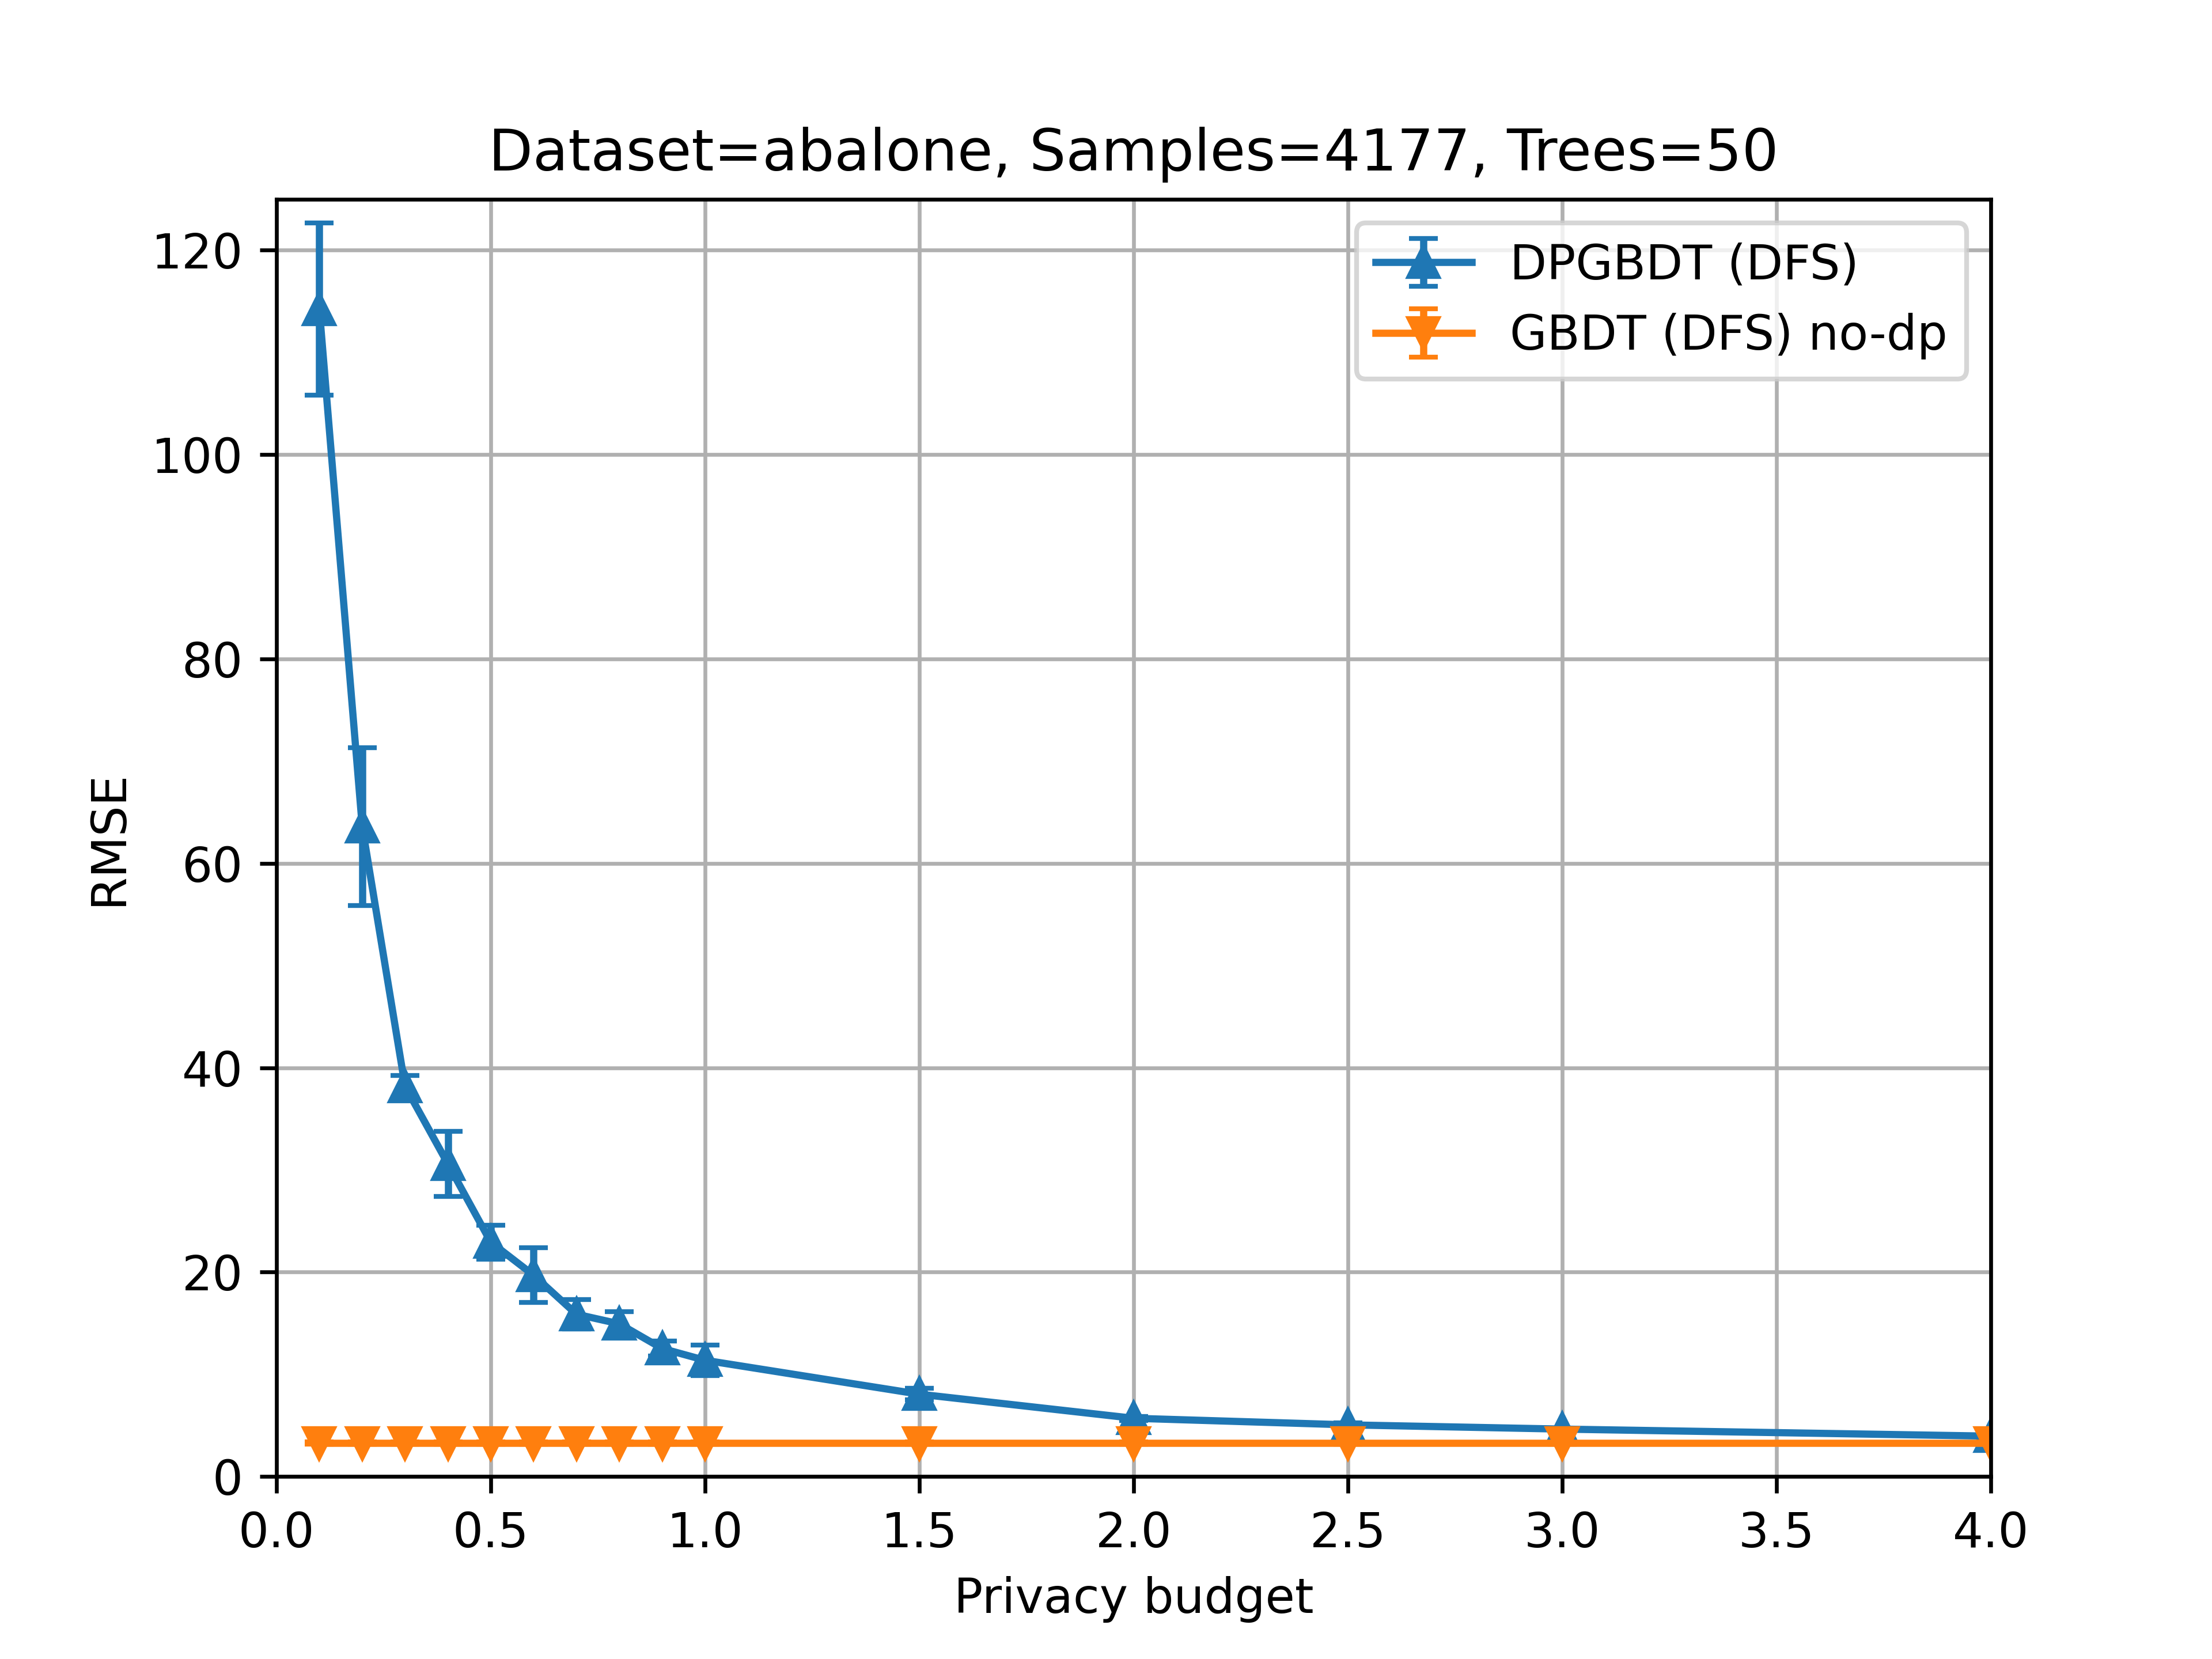 Dataset=abalone, Samples=4177, Trees=50
DPGBDT (DFS)
GBDT (DFS) no-dp
RMSE
120
100
80
60
40
20
0
0.0 0.5 1.0 1.5 2.0 2.5 3.0 3.5 4.0
Privacy budget